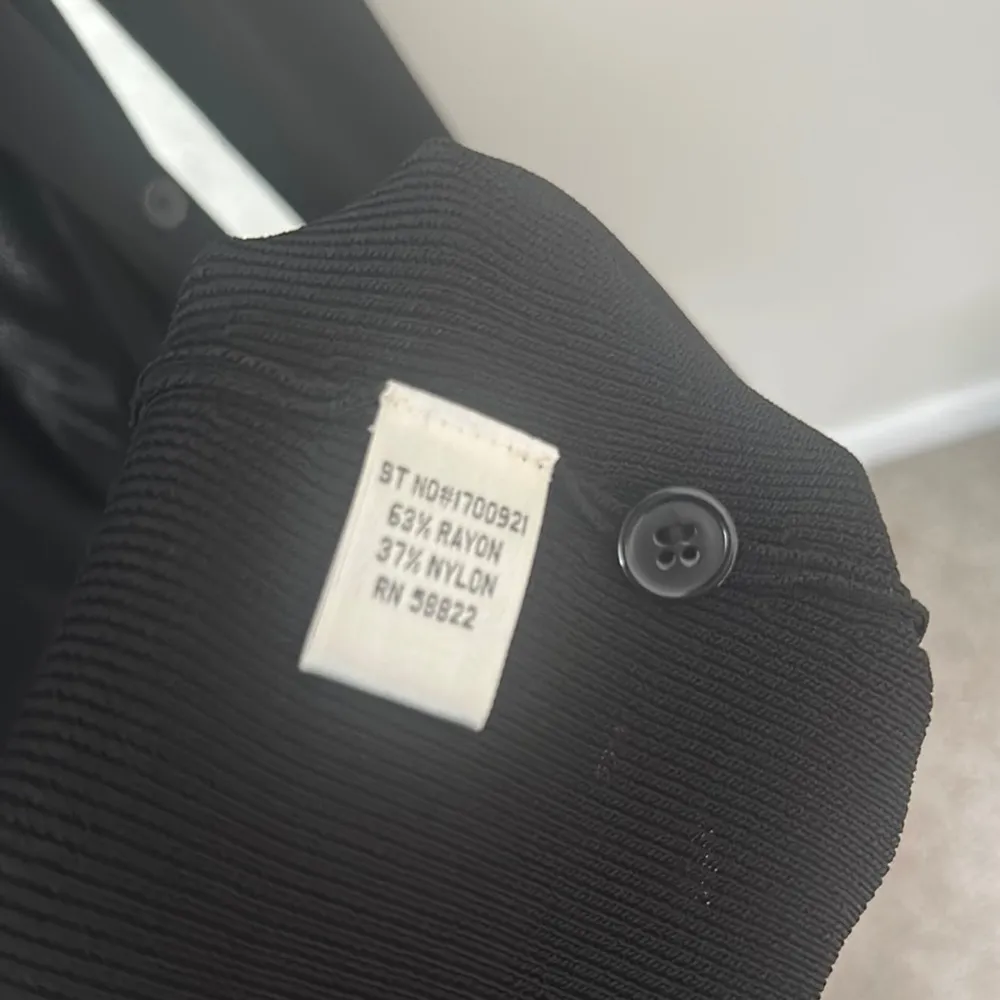 ST NO#1700921
63% RAYON
37% NYLON
RN 58822